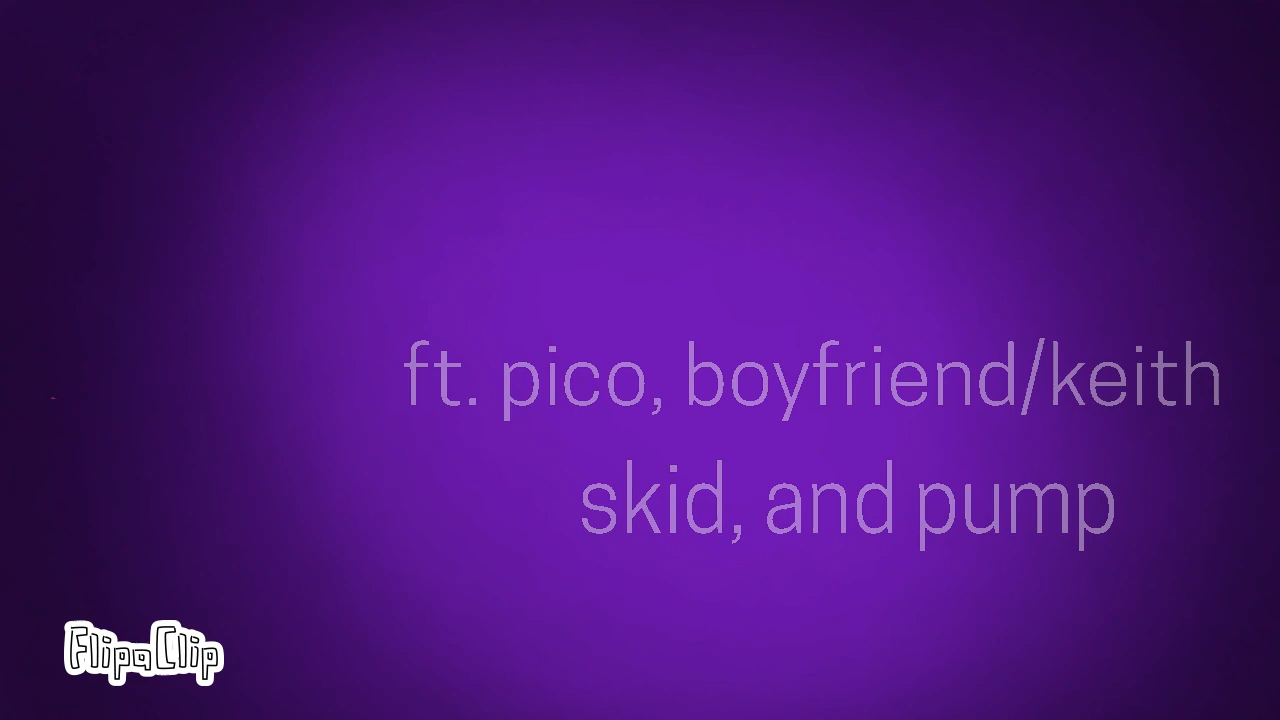 ft. pico, boyfriend/keith
skid, and pump
FlipaClip